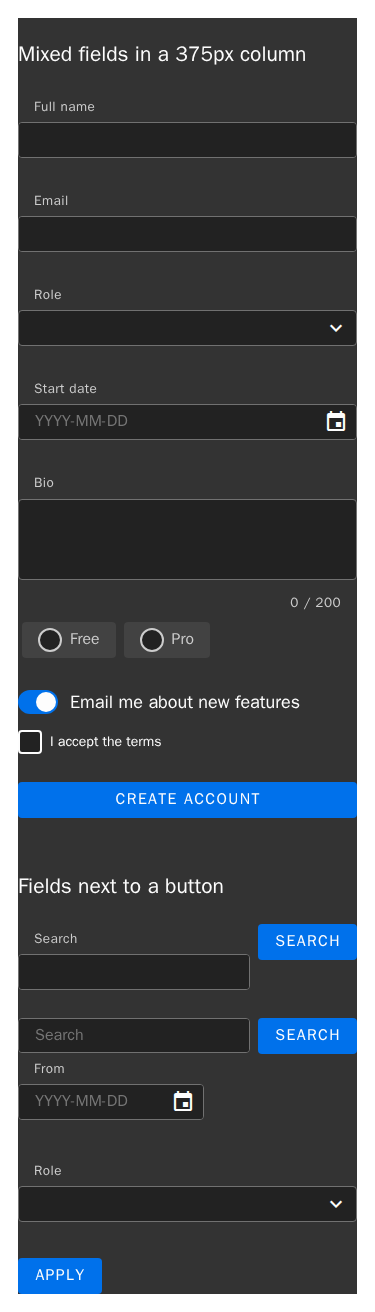 Mixed fields in a 375px column
Full name
Email
Role
Start date
YYYY-MM-DD
Bio
0 / 200
Free
Pro
Email me about new features
I accept the terms
CREATE ACCOUNT
Fields next to a button
Search
SEARCH
Search
SEARCH
From
YYYY-MM-DD
Role
APPLY